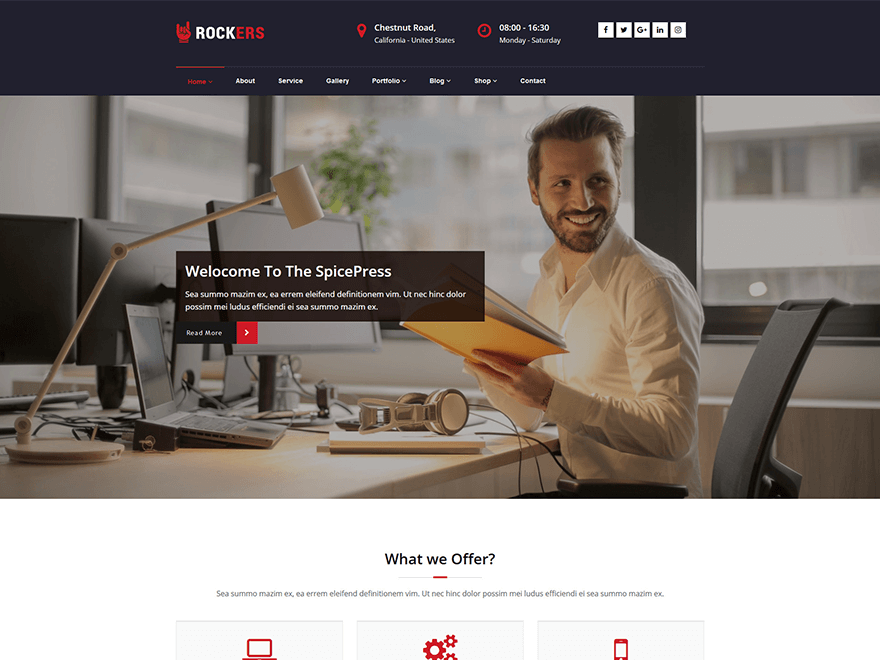 ROCKERS
Chestnut Road,
California - United States
08:00 - 16:30
Monday - Saturday
Home
About
Service
Gallery
Portfolio
Blog
Shop
Contact
Welocome To The SpicePress
Sea summo mazim ex, ea errem eleifend definitionem vim. Ut nec hinc dolor
possim mei ludus efficiendi ei sea summo mazim ex.
Read More
What we Offer?
Sea summo mazim ex, ea errem eleifend definitionem vim. Ut nec hinc dolor possim mei ludus efficiendi ei sea summo mazim ex.